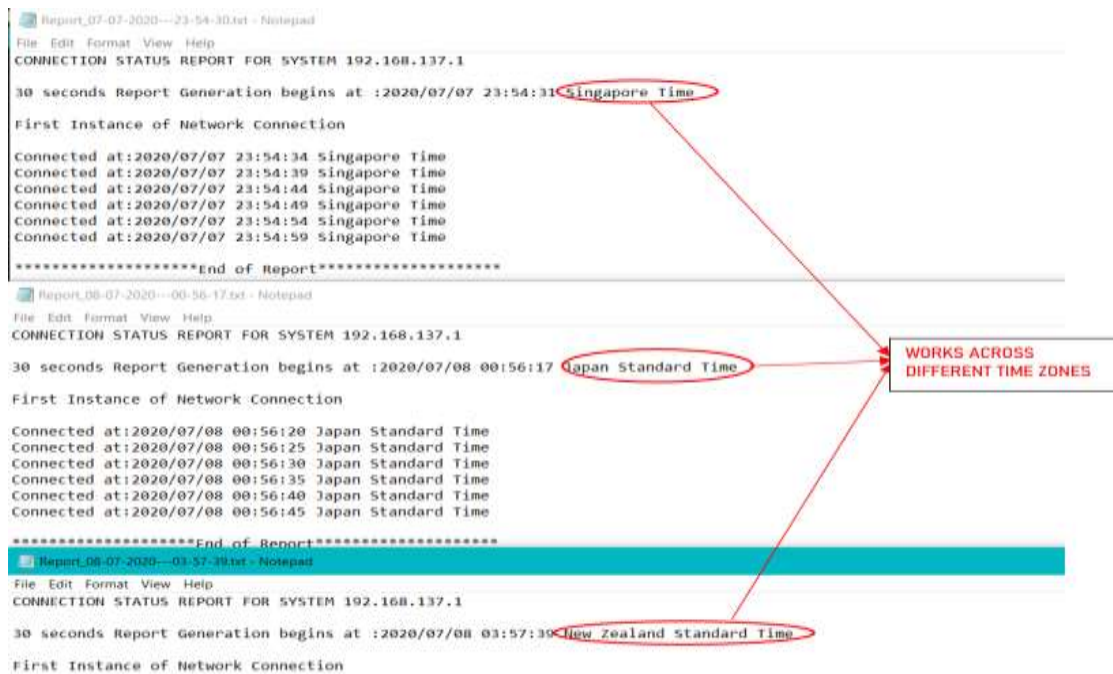 Report_07-07-2020---23-54-30.txt - Notepad
File Edit Format View Help
CONNECTION STATUS REPORT FOR SYSTEM 192.168.137.1
30 seconds Report Generation begins at :2020/07/07 23:54:31 Singapore Time
First Instance of Network Connection
Connected at:2020/07/07 23:54:34 Singapore Time
Connected at:2020/07/07 23:54:39 Singapore Time
Connected at:2020/07/07 23:54:44 Singapore Time
Connected at:2020/07/07 23:54:49 Singapore Time
Connected at:2020/07/07 23:54:54 Singapore Time
Connected at:2020/07/07 23:54:59 Singapore Time
********************End of Report********************
Report_08-07-2020---00-56-17.txt - Notepad
File Edit Format View Help
CONNECTION STATUS REPORT FOR SYSTEM 192.168.137.1
30 seconds Report Generation begins at :2020/07/08 00:56:17 Japan Standard Time
WORKS ACROSS
DIFFERENT TIME ZONES
First Instance of Network Connection
Connected at:2020/07/08 00:56:20 Japan Standard Time
Connected at:2020/07/08 00:56:25 Japan Standard Time
Connected at:2020/07/08 00:56:30 Japan Standard Time
Connected at:2020/07/08 00:56:35 Japan Standard Time
Connected at:2020/07/08 00:56:40 Japan Standard Time
Connected at:2020/07/08 00:56:45 Japan Standard Time
********************End of Report********************
Report_08-07-2020---03-57-39.txt - Notepad
File Edit Format View Help
CONNECTION STATUS REPORT FOR SYSTEM 192.168.137.1
30 seconds Report Generation begins at :2020/07/08 03:57:39 New Zealand Standard Time
First Instance of Network Connection